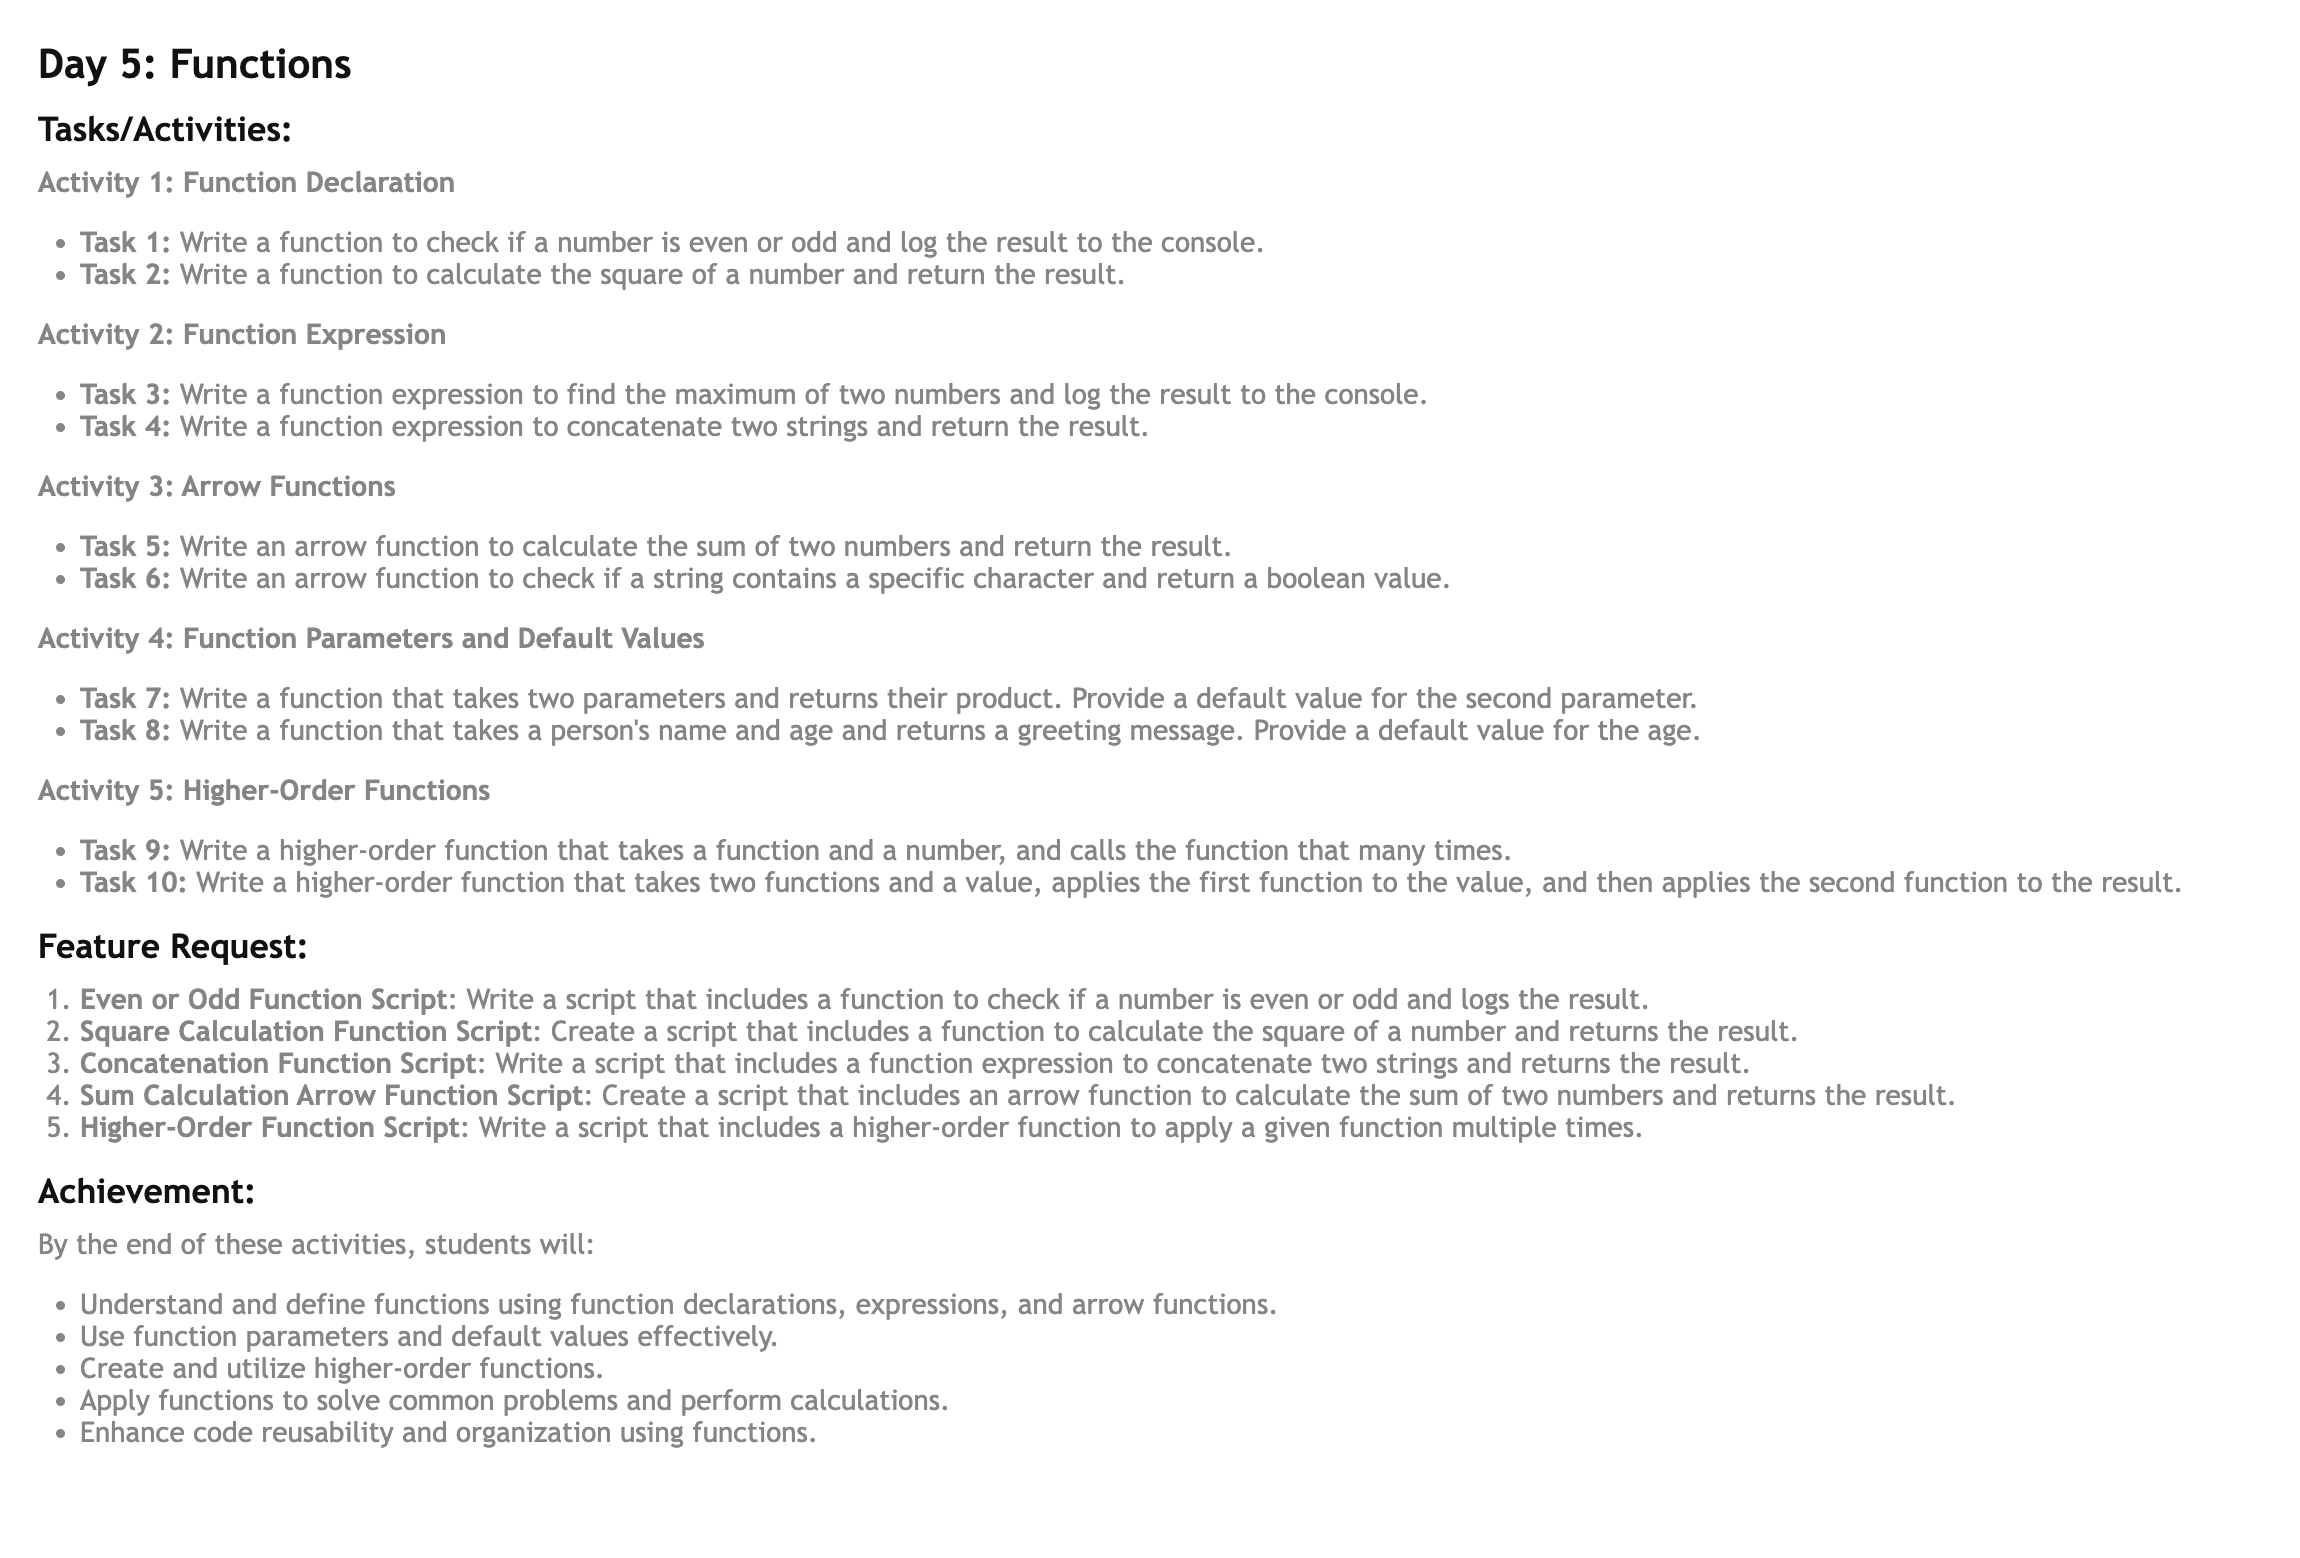 Day 5: Functions
Tasks/Activities:
Activity 1: Function Declaration
• Task 1: Write a function to check if a number is even or odd and log the result to the console.
• Task 2: Write a function to calculate the square of a number and return the result.
Activity 2: Function Expression
• Task 3: Write a function expression to find the maximum of two numbers and log the result to the console.
• Task 4: Write a function expression to concatenate two strings and return the result.
Activity 3: Arrow Functions
• Task 5: Write an arrow function to calculate the sum of two numbers and return the result.
• Task 6: Write an arrow function to check if a string contains a specific character and return a boolean value.
Activity 4: Function Parameters and Default Values
• Task 7: Write a function that takes two parameters and returns their product. Provide a default value for the second parameter.
• Task 8: Write a function that takes a person's name and age and returns a greeting message. Provide a default value for the age.
Activity 5: Higher-Order Functions
• Task 9: Write a higher-order function that takes a function and a number, and calls the function that many times.
• Task 10: Write a higher-order function that takes two functions and a value, applies the first function to the value, and then applies the second function to the result.
Feature Request:
1. Even or Odd Function Script: Write a script that includes a function to check if a number is even or odd and logs the result.
2. Square Calculation Function Script: Create a script that includes a function to calculate the square of a number and returns the result.
3. Concatenation Function Script: Write a script that includes a function expression to concatenate two strings and returns the result.
4. Sum Calculation Arrow Function Script: Create a script that includes an arrow function to calculate the sum of two numbers and returns the result.
5. Higher-Order Function Script: Write a script that includes a higher-order function to apply a given function multiple times.
Achievement:
By the end of these activities, students will:
• Understand and define functions using function declarations, expressions, and arrow functions.
• Use function parameters and default values effectively.
• Create and utilize higher-order functions.
• Apply functions to solve common problems and perform calculations.
• Enhance code reusability and organization using functions.